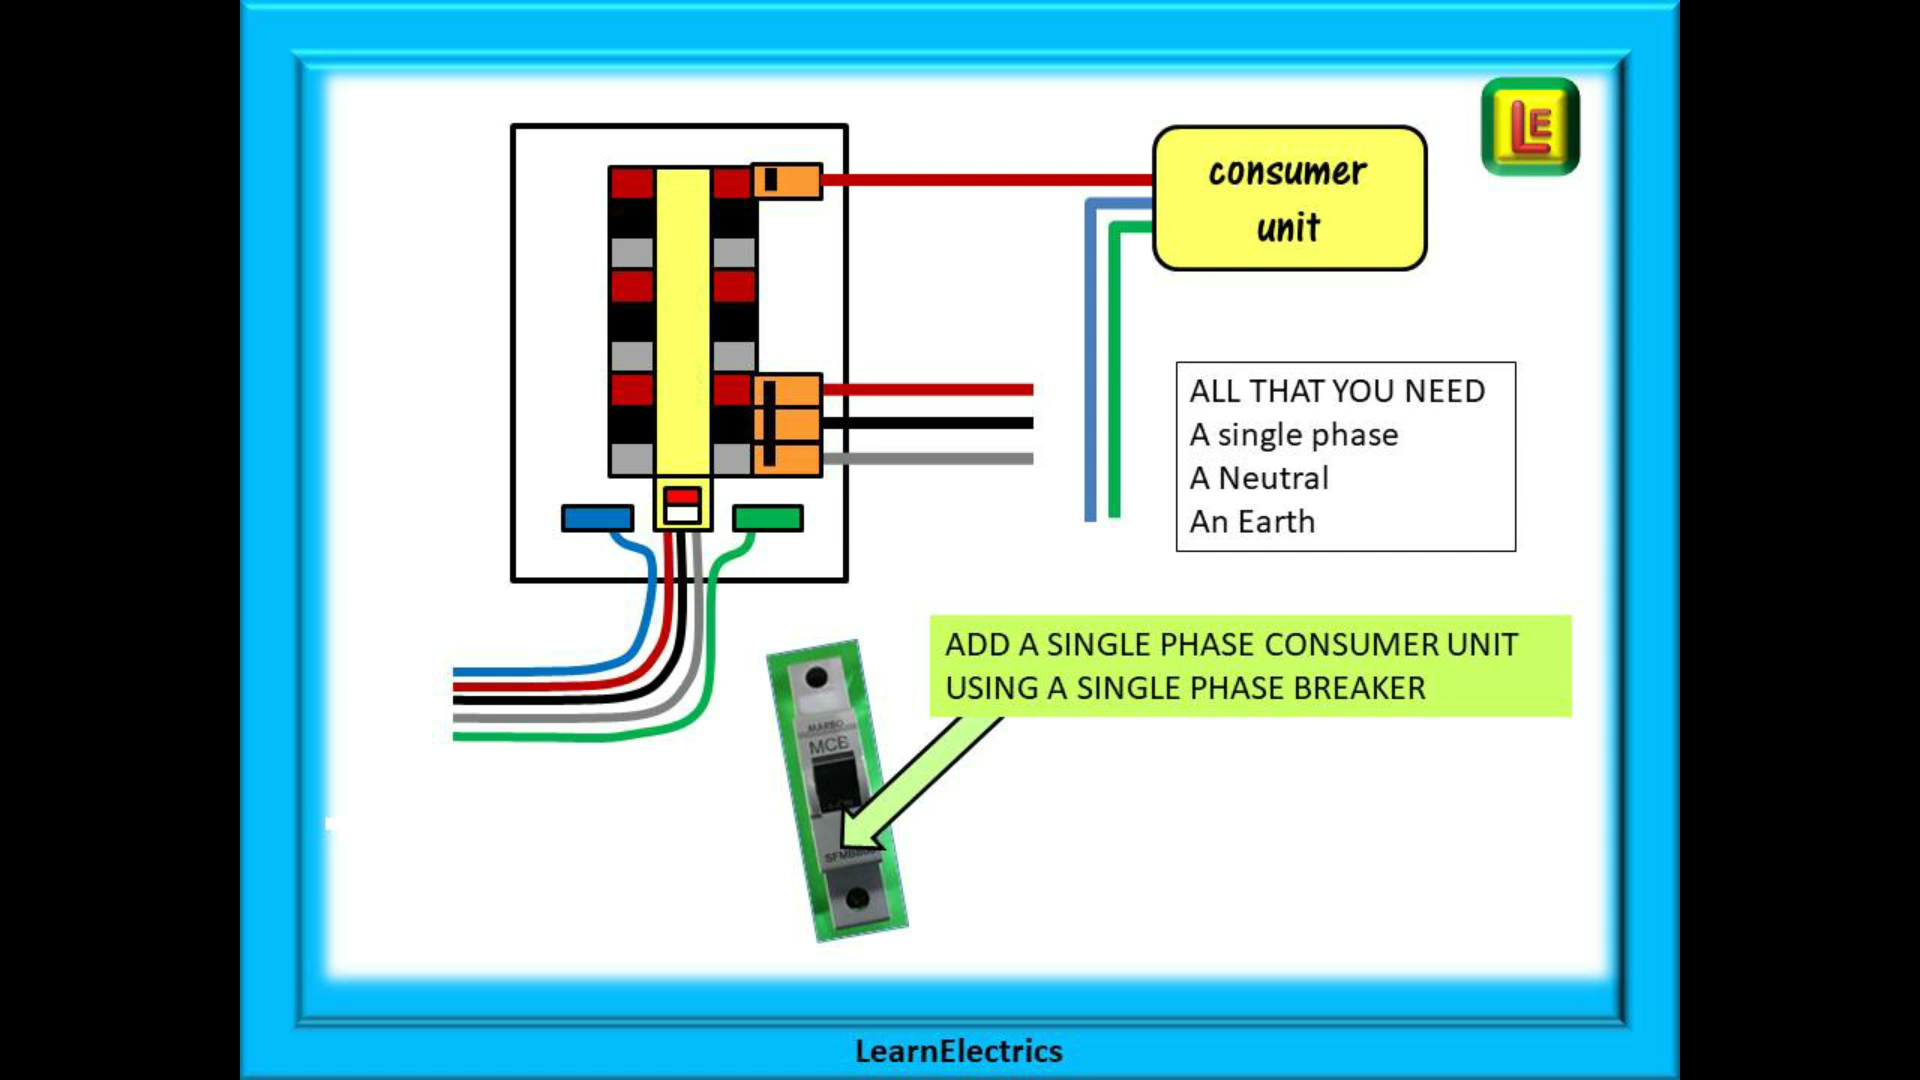 LE
consumer
unit
ALL THAT YOU NEED
A single phase
A Neutral
An Earth
ADD A SINGLE PHASE CONSUMER UNIT
USING A SINGLE PHASE BREAKER
MCB
LearnElectrics